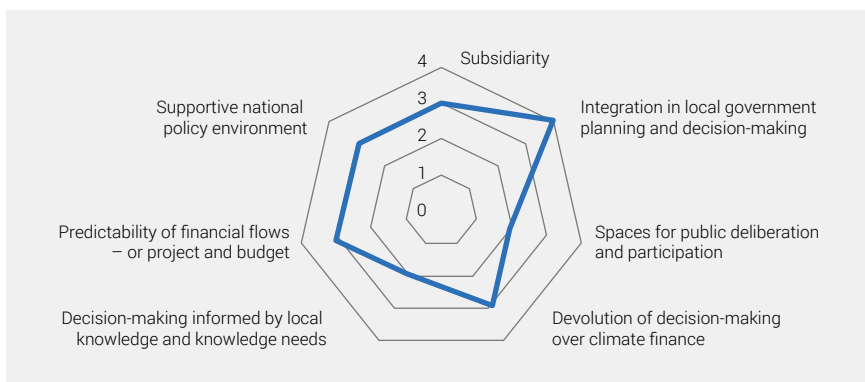 4
Subsidiarity
3
2
1
0
Integration in local government
planning and decision-making
Spaces for public deliberation
and participation
Devolution of decision-making
over climate finance
Decision-making informed by local
knowledge and knowledge needs
Predictability of financial flows
– or project and budget
Supportive national
policy environment